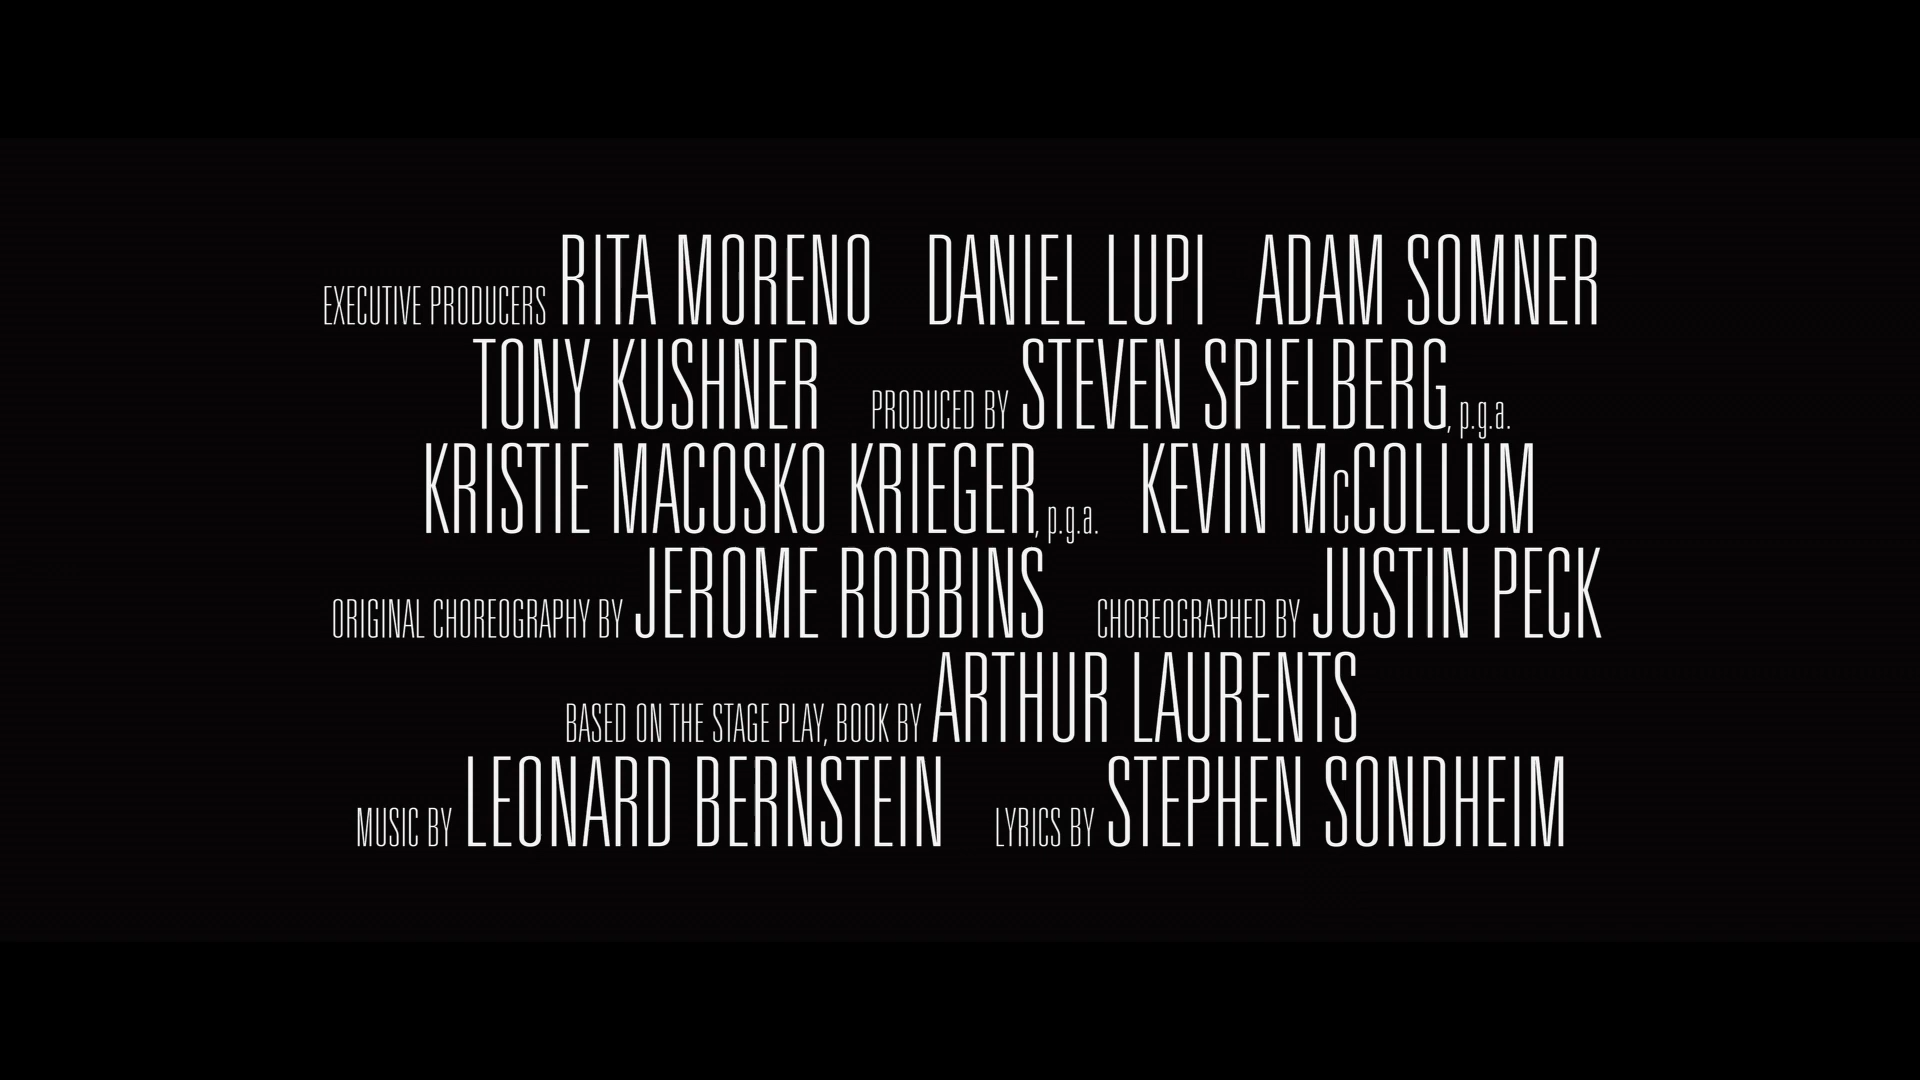 EXECUTIVE PRODUCERS RITA MORENO DANIEL LUPI ADAM SOMNER
TONY KUSHNER PRODUCED BY STEVEN SPIELBERG, p.g.a.
KRISTIE MACOSKO KRIEGER, p.g.a. KEVIN McCOLLUM
ORIGINAL CHOREOGRAPHY BY JEROME ROBBINS CHOREOGRAPHED BY JUSTIN PECK
BASED ON THE STAGE PLAY, BOOK BY ARTHUR LAURENTS
MUSIC BY LEONARD BERNSTEIN LYRICS BY STEPHEN SONDHEIM